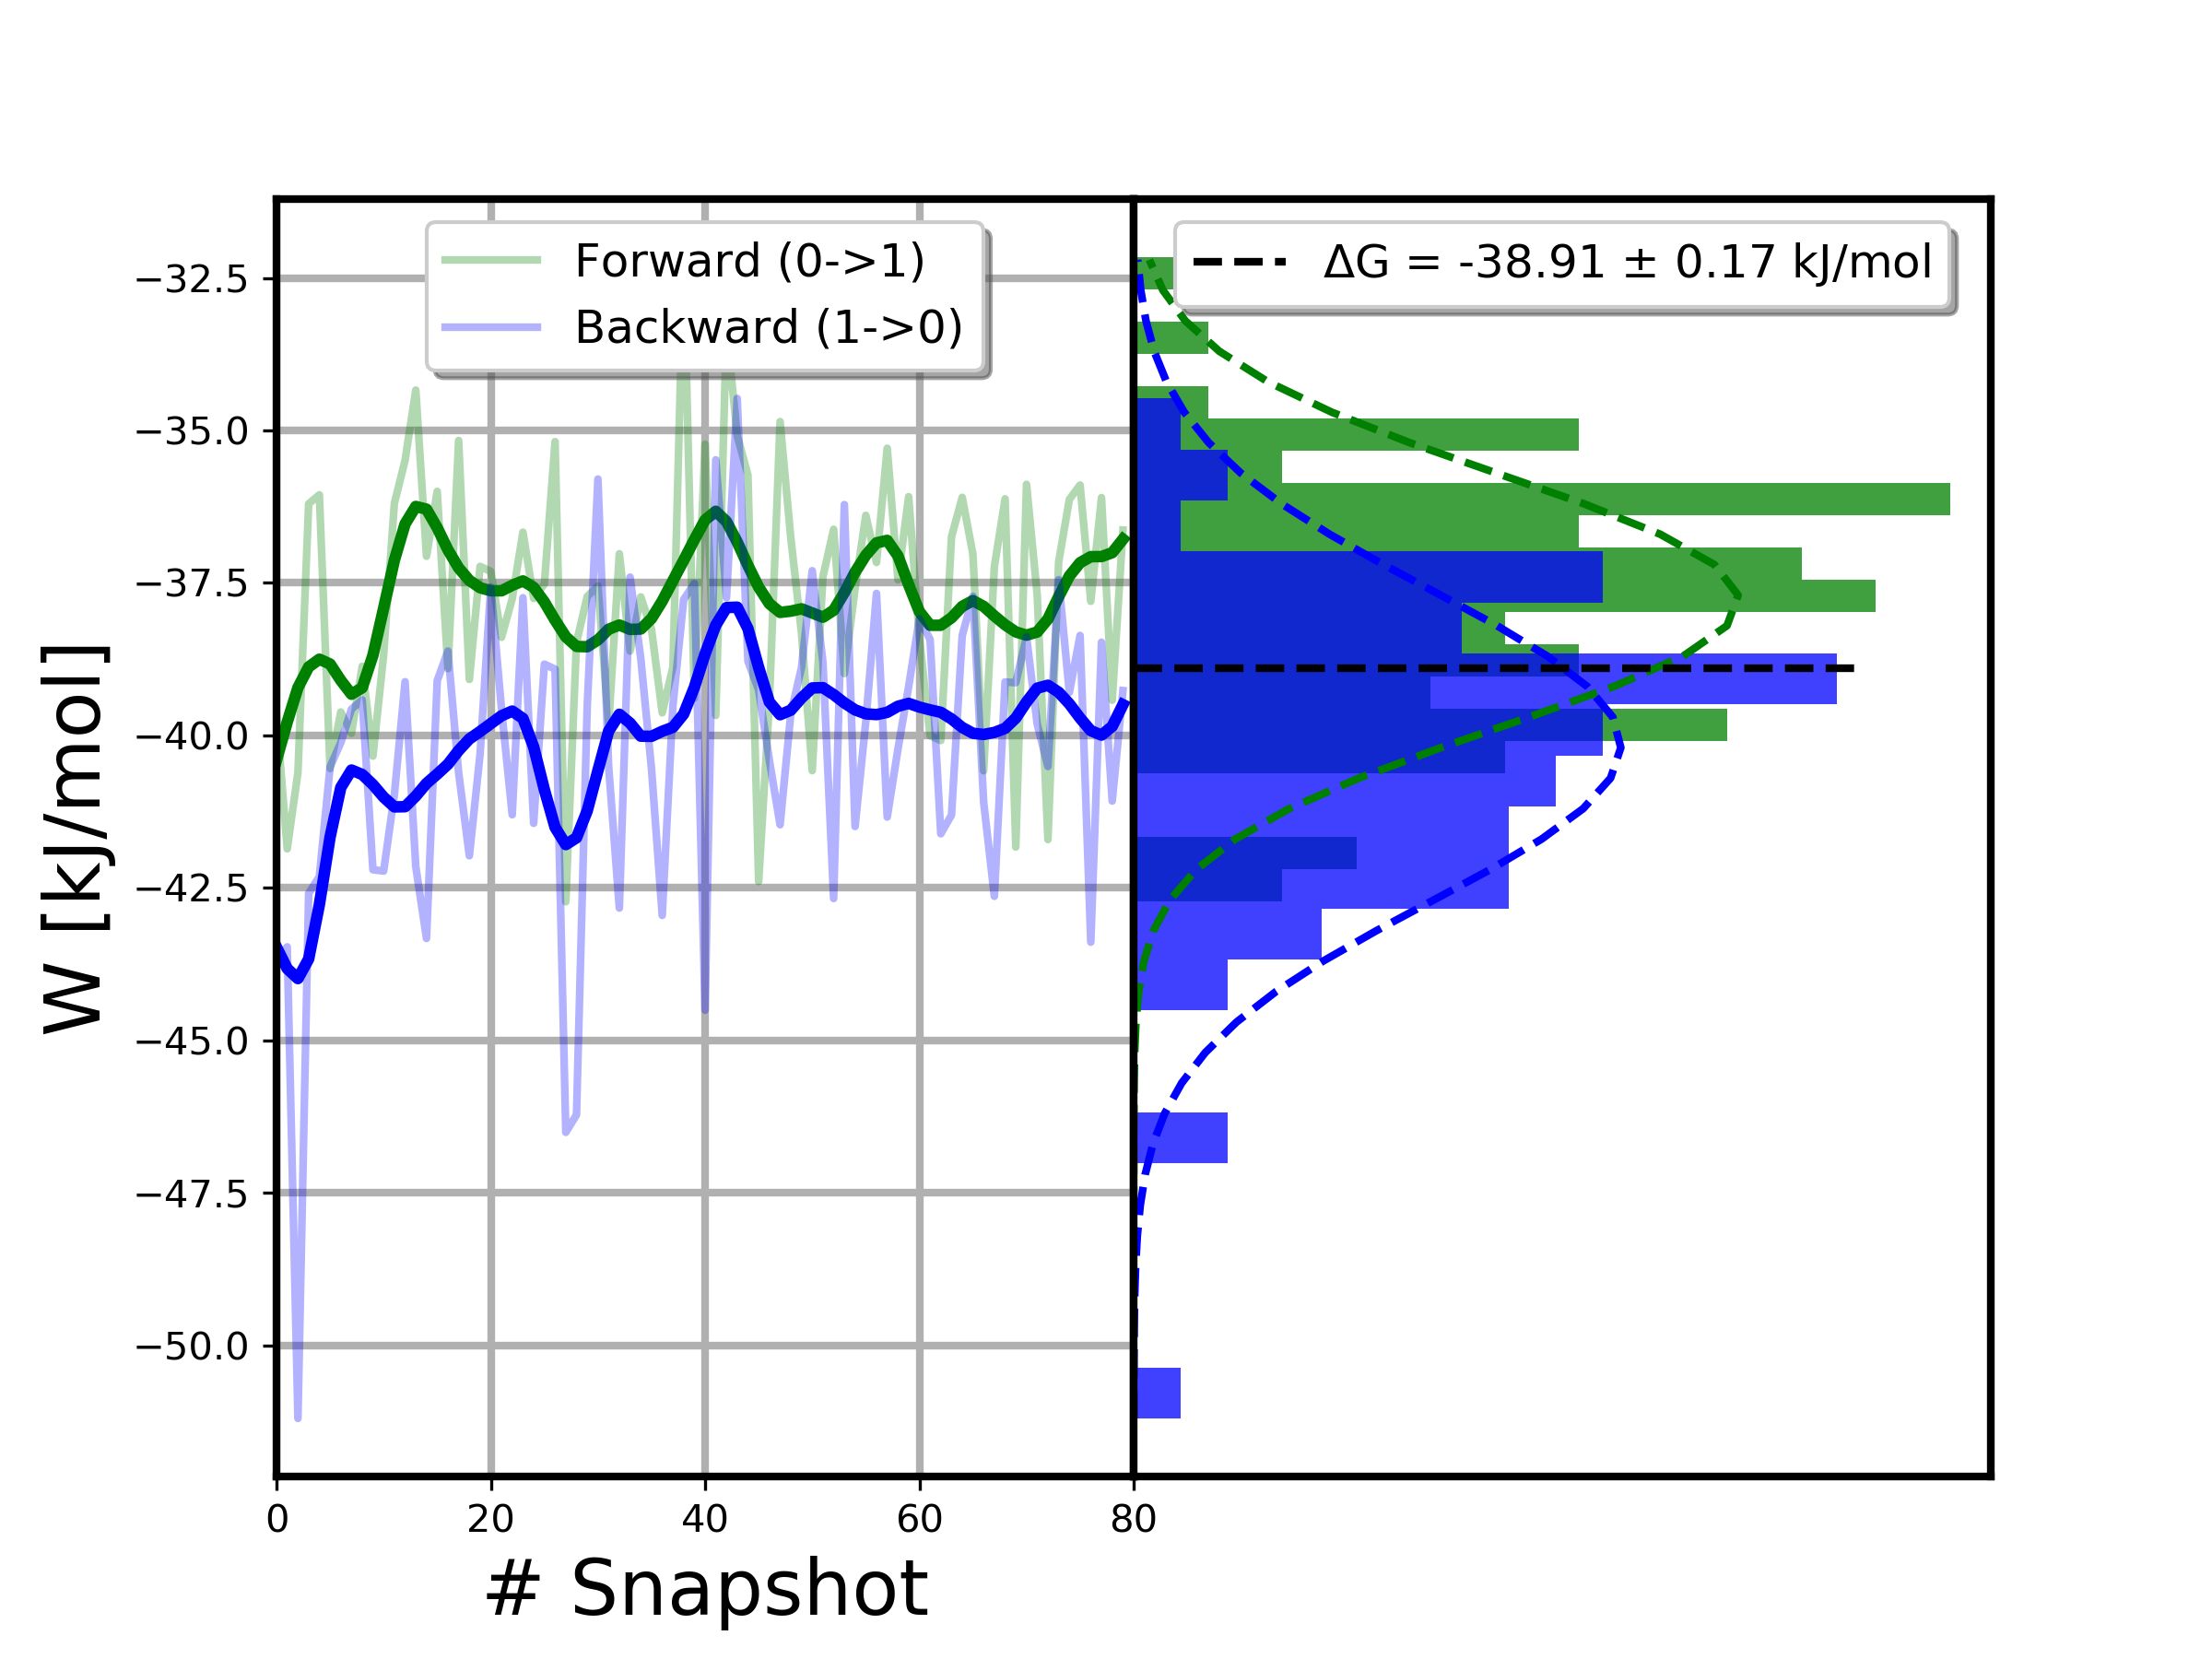 Forward (0->1)
Backward (1->0)
ΔG = -38.91 ± 0.17 kJ/mol
W [kJ/mol]
−32.5
−35.0
−37.5
−40.0
−42.5
−45.0
−47.5
−50.0
0 20 40 60 80
# Snapshot